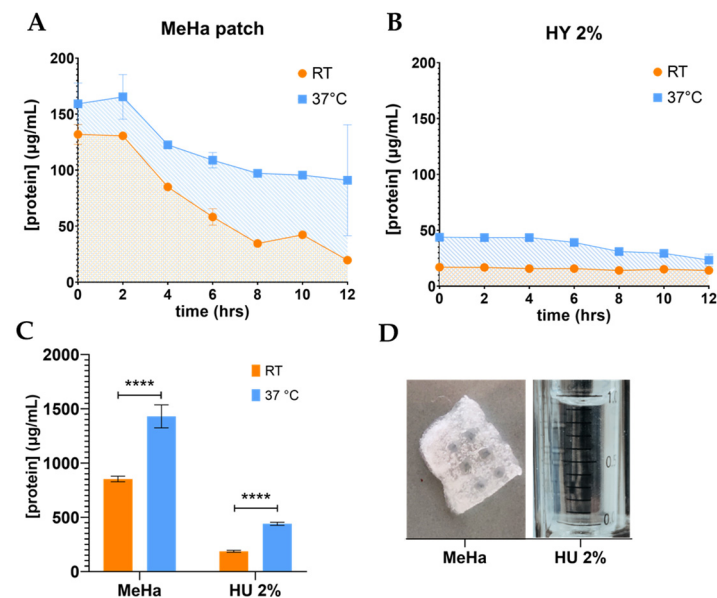 A
MeHa patch
[protein] (µg/mL)
200
150
100
50
0
RT
37°C
0 2 4 6 8 10 12
time (hrs)
B
HY 2%
[protein] (µg/mL)
200
150
100
50
0
RT
37°C
0 2 4 6 8 10 12
time (hrs)
C
[protein] (µg/mL)
2000
1500
1000
500
0
RT
37 °C
****
****
MeHa HU 2%
D
0.5
0
MeHa HU 2%